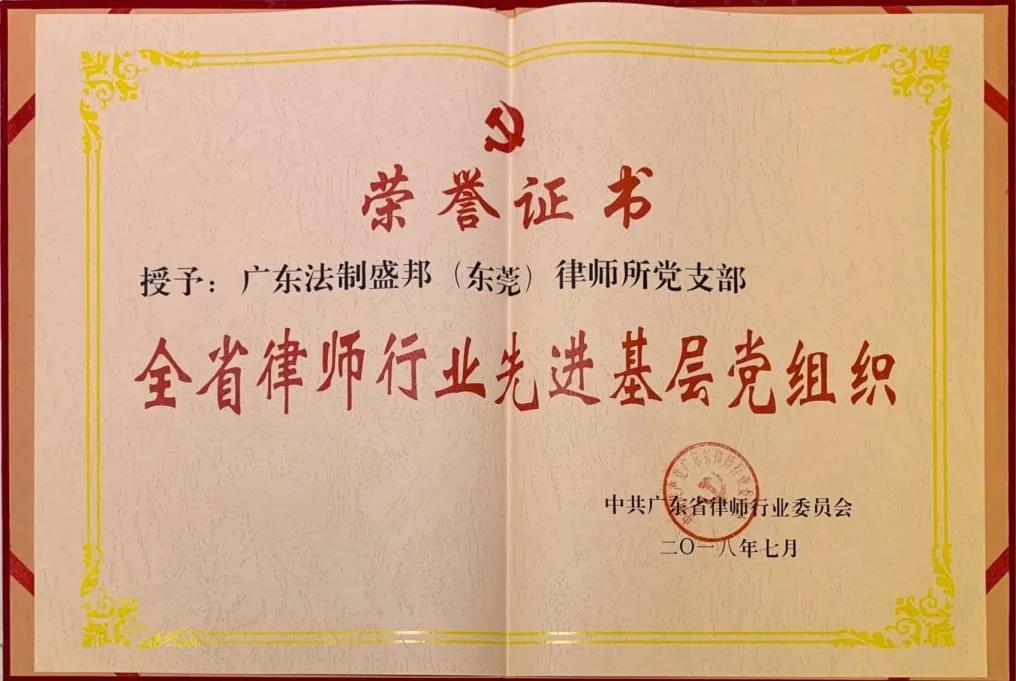 荣誉证书
授予：广东法制盛邦（东莞）律师所党支部
全省律师行业先进基层党组织
中共广东省律师行业委员会
二〇一八年七月